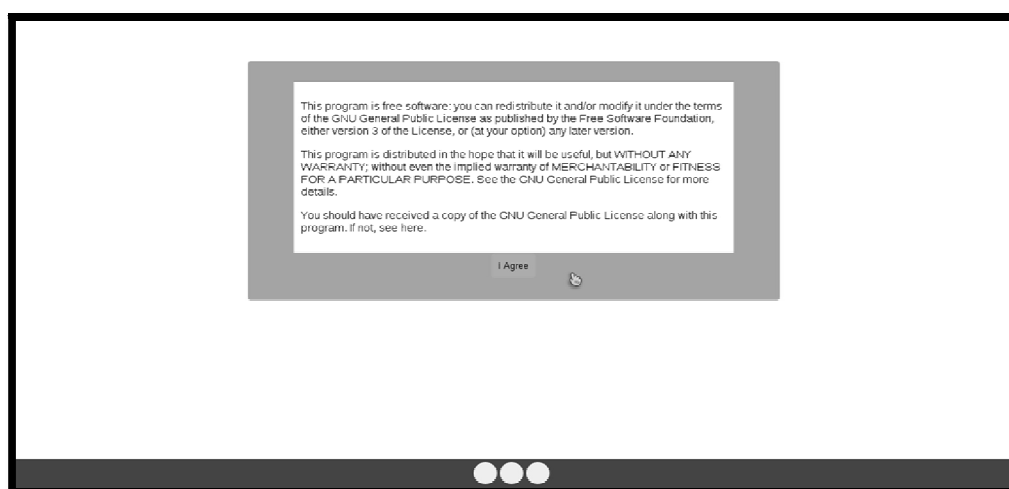 This program is free software: you can redistribute it and/or modify it under the terms
of the GNU General Public License as published by the Free Software Foundation,
either version 3 of the License, or (at your option) any later version.
This program is distributed in the hope that it will be useful, but WITHOUT ANY
WARRANTY; without even the implied warranty of MERCHANTABILITY or FITNESS
FOR A PARTICULAR PURPOSE. See the GNU General Public License for more
details.
You should have received a copy of the GNU General Public License along with this
program. If not, see here.
I Agree